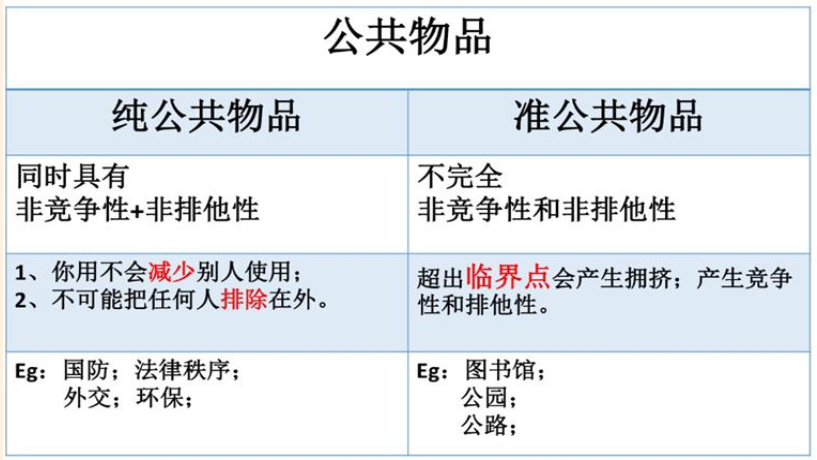 公共物品
纯公共物品
准公共物品
同时具有
非竞争性+非排他性
不完全
非竞争性和非排他性
1、你用不会减少别人使用；
2、不可能把任何人排除在外。
超出临界点会产生拥挤；产生竞争
性和排他性。
Eg：国防；法律秩序；
外交；环保；
Eg：图书馆；
公园；
公路；